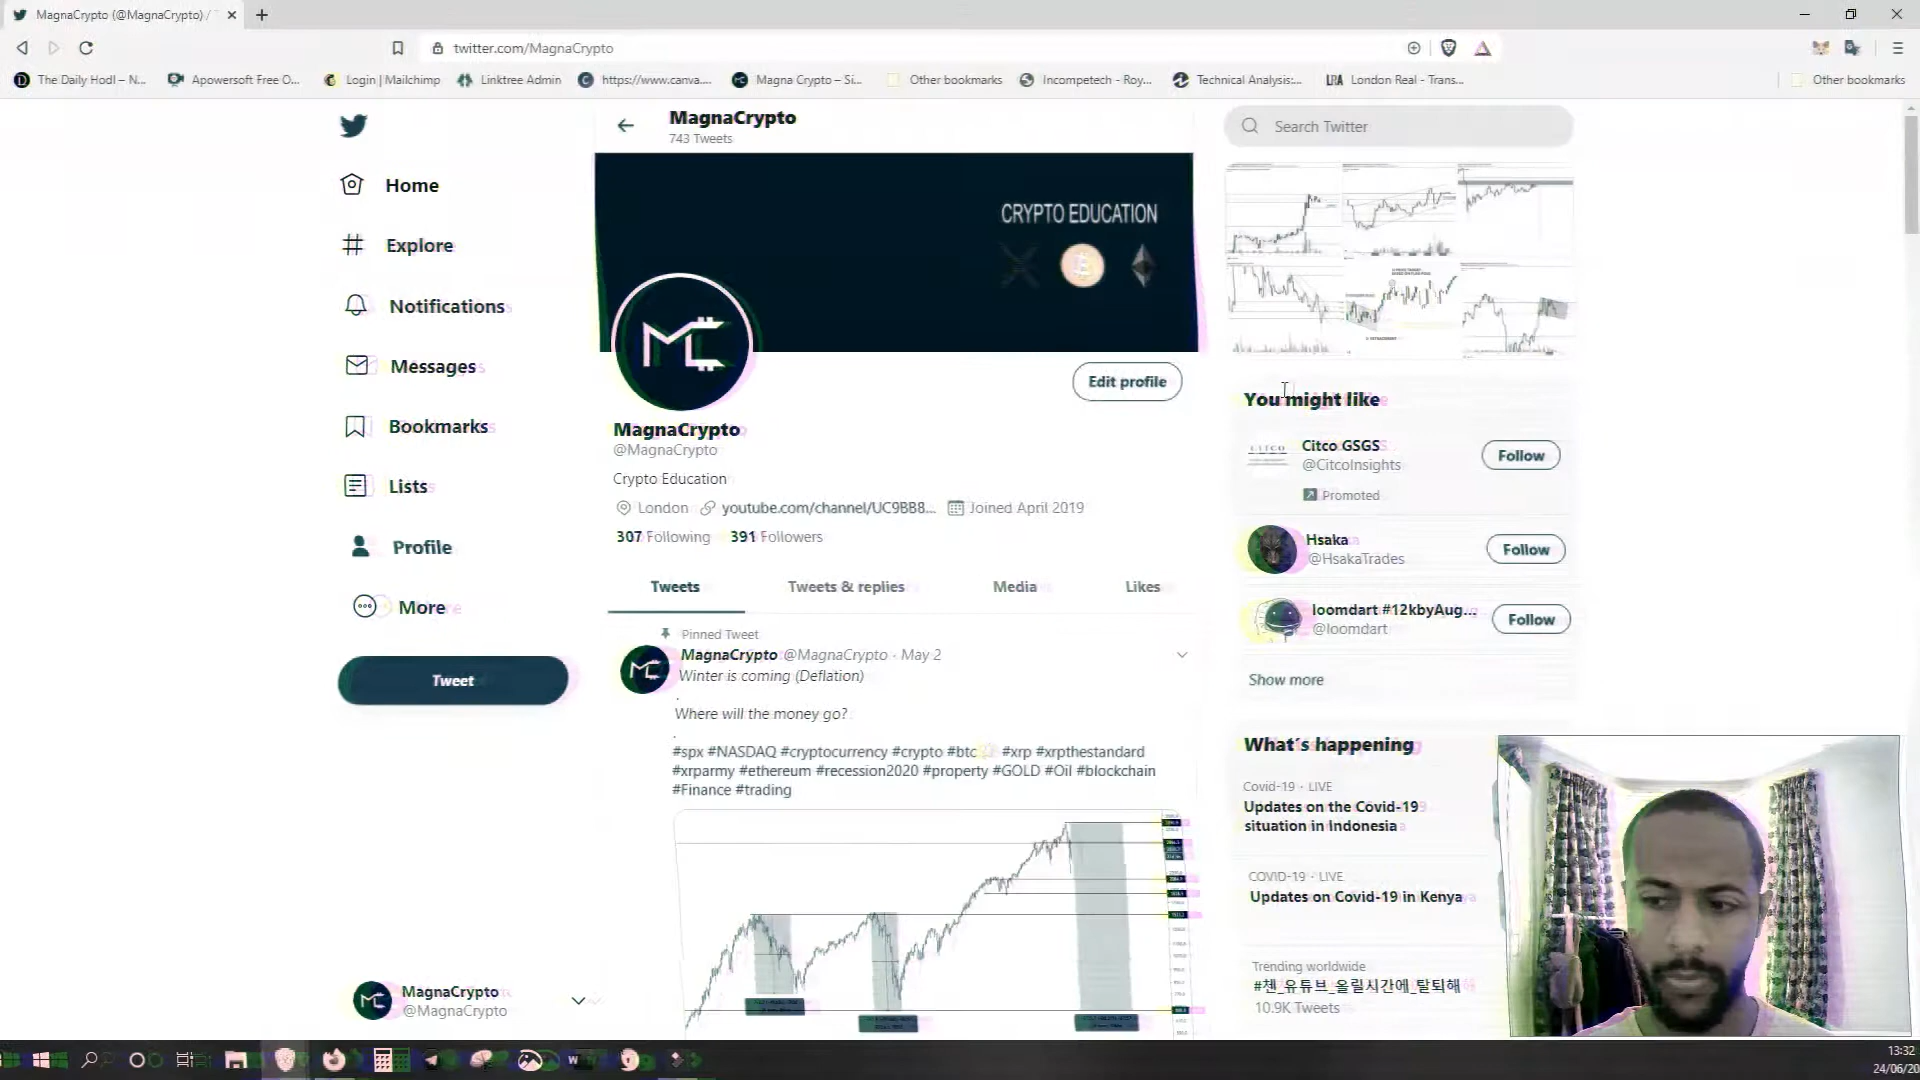 MagnaCrypto (@MagnaCrypto) /
twitter.com/MagnaCrypto
The Daily Hodl – N...
Apowersoft Free O...
Login | Mailchimp
Linktree Admin
https://www.canva....
Magna Crypto – Si...
Other bookmarks
Incompetech - Roy...
Technical Analysis:...
London Real - Trans...
Other bookmarks
MagnaCrypto
743 Tweets
Search Twitter
Home
Explore
Notifications
Messages
Bookmarks
Lists
Profile
More
Tweet
MagnaCrypto
@MagnaCrypto
CRYPTO EDUCATION
MC
Edit profile
MagnaCrypto
@MagnaCrypto
Crypto Education
London youtube.com/channel/UC9BB8... Joined April 2019
307 Following 391 Followers
Tweets Tweets & replies Media Likes
Pinned Tweet
MagnaCrypto @MagnaCrypto · May 2
Winter is coming (Deflation)
.
Where will the money go?
.
#spx #NASDAQ #cryptocurrency #crypto #btc #xrp #xrpthestandard
#xrparmy #ethereum #recession2020 #property #GOLD #Oil #blockchain
#Finance #trading
You might like
CITCO
Citco GSGS
@CitcoInsights
Promoted
Follow
Hsaka
@HsakaTrades
Follow
loomdart #12kbyAug...
@loomdart
Follow
Show more
What's happening
Covid-19 · LIVE
Updates on the Covid-19
situation in Indonesia
COVID-19 · LIVE
Updates on Covid-19 in Kenya
Trending worldwide
#첸_유튜브_올릴시간에_탈퇴해
10.9K Tweets
13:32
24/06/20